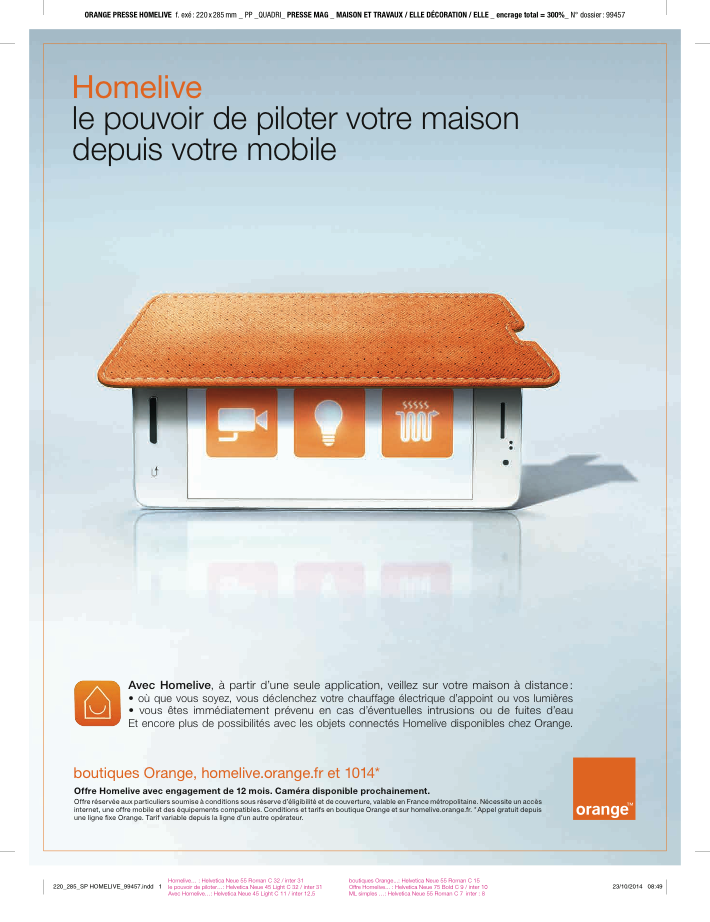 ORANGE PRESSE HOMELIVE f. exé : 220 x 285 mm _ PP _QUADRI_ PRESSE MAG _ MAISON ET TRAVAUX / ELLE DÉCORATION / ELLE _ encrage total = 300%_ N° dossier : 99457
Homelive
le pouvoir de piloter votre maison
depuis votre mobile
Avec Homelive, à partir d'une seule application, veillez sur votre maison à distance :
• où que vous soyez, vous déclenchez votre chauffage électrique d'appoint ou vos lumières
• vous êtes immédiatement prévenu en cas d'éventuelles intrusions ou de fuites d'eau
Et encore plus de possibilités avec les objets connectés Homelive disponibles chez Orange.
boutiques Orange, homelive.orange.fr et 1014*
Offre Homelive avec engagement de 12 mois. Caméra disponible prochainement.
Offre réservée aux particuliers soumise à conditions sous réserve d'éligibilité et de couverture, valable en France métropolitaine. Nécessite un accès
internet, une offre mobile et des équipements compatibles. Conditions et tarifs en boutique Orange et sur homelive.orange.fr. *Appel gratuit depuis
une ligne fixe Orange. Tarif variable depuis la ligne d'un autre opérateur.
orange™
220_285_SP HOMELIVE_99457.indd 1
Homelive... : Helvetica Neue 55 Roman C 32 / inter 31
le pouvoir de piloter... : Helvetica Neue 45 Light C 32 / inter 31
Avec Homelive... : Helvetica Neue 45 Light C 11 / inter 12,5
boutiques Orange... : Helvetica Neue 55 Roman C 15
Offre Homelive... : Helvetica Neue 75 Bold C 9 / inter 10
ML simples ... : Helvetica Neue 55 Roman C 7 inter : 8
23/10/2014 08:49